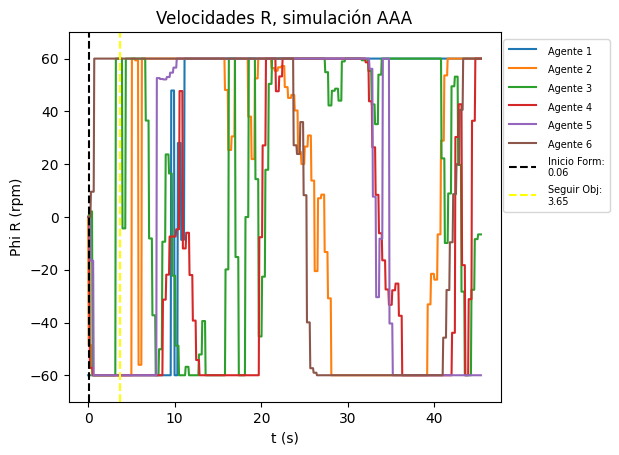 Velocidades R, simulación AAA
Phi R (rpm)
60
40
20
0
−20
−40
−60
0
10
20
30
40
t (s)
Agente 1
Agente 2
Agente 3
Agente 4
Agente 5
Agente 6
Inicio Form:
0.06
Seguir Obj:
3.65